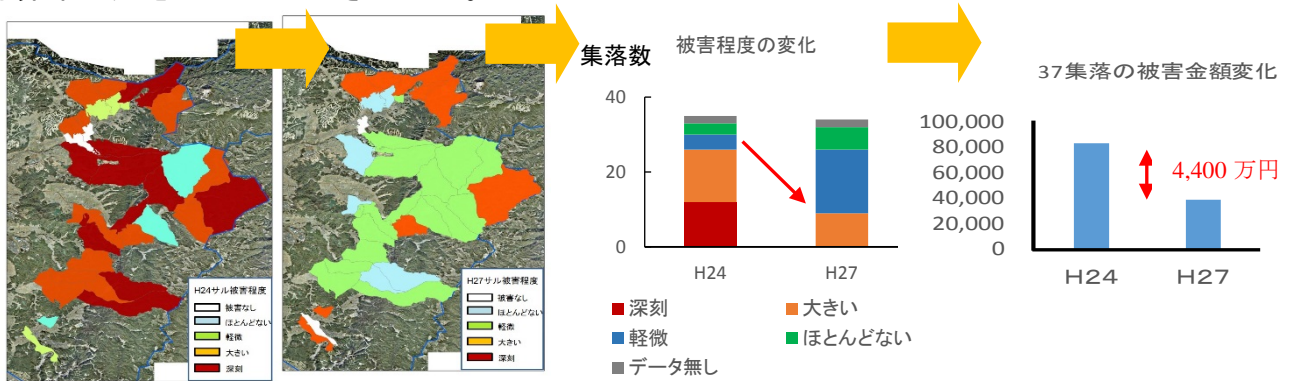 H24サル被害程度
被害なし
ほとんどない
軽微
大きい
深刻
H27サル被害程度
被害なし
ほとんどない
軽微
大きい
深刻
集落数
被害程度の変化
40
20
0
H24
H27
深刻
大きい
軽微
ほとんどない
データ無し
37集落の被害金額変化
100,000
80,000
60,000
40,000
20,000
0
4,400 万円
H24
H27